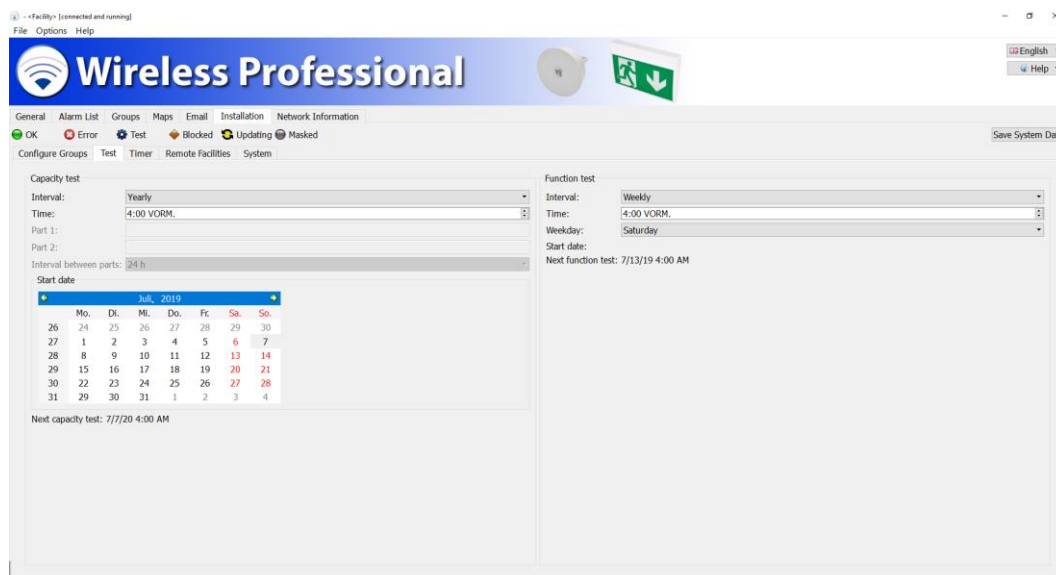 - <Facility> [connected and running]
File Options Help
Wireless Professional
English
Help
General Alarm List Groups Maps Email Installation Network Information
OK Error Test Blocked Updating Masked
Save System Da
Configure Groups Test Timer Remote Facilities System
Capacity test
Interval: Yearly
Time: 4:00 VORM.
Part 1:
Part 2:
Interval between parts: 24 h
Start date
Juli, 2019
Mo. Di. Mi. Do. Fr. Sa. So.
26 24 25 26 27 28 29 30
27 1 2 3 4 5 6 7
28 8 9 10 11 12 13 14
29 15 16 17 18 19 20 21
30 22 23 24 25 26 27 28
31 29 30 31 1 2 3 4
Next capacity test: 7/7/20 4:00 AM
Function test
Interval: Weekly
Time: 4:00 VORM.
Weekday: Saturday
Start date:
Next function test: 7/13/19 4:00 AM